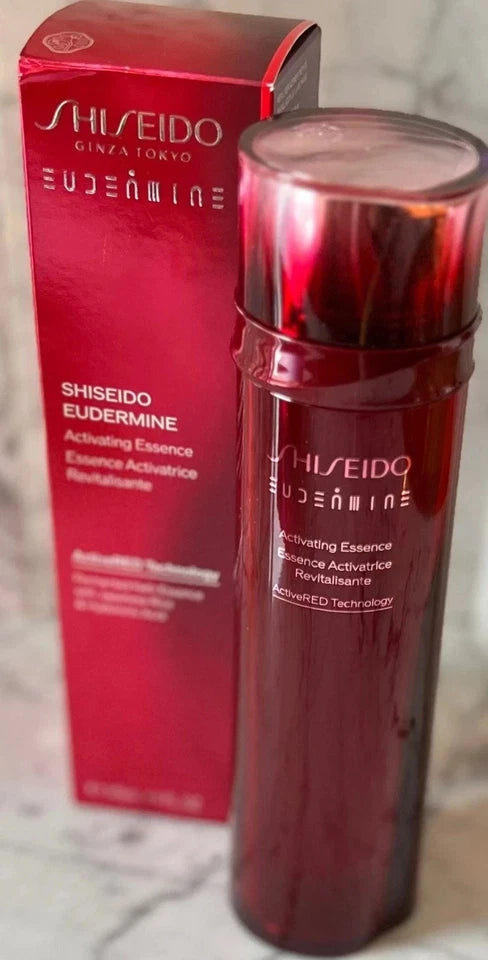 SHISEIDO
GINZA TOKYO
EUDERMINE
SHISEIDO
EUDERMINE
Activating Essence
Essence Activatrice
Revitalisante
ActiveRED Technology
SHISEIDO
EUDERMINE
Activating Essence
Essence Activatrice
Revitalisante
ActiveRED Technology